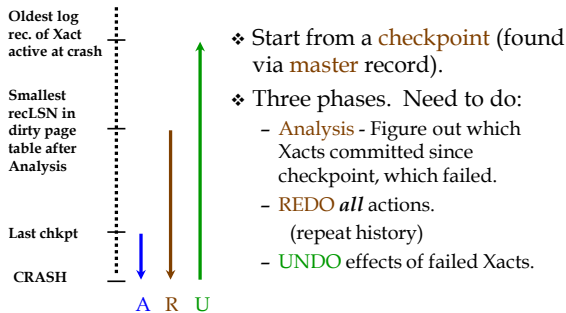 Oldest log
rec. of Xact
active at crash
Smallest
recLSN in
dirty page
table after
Analysis
Last chkpt
CRASH
A R U
❖ Start from a checkpoint (found
via master record).
❖ Three phases. Need to do:
– Analysis - Figure out which
Xacts committed since
checkpoint, which failed.
– REDO all actions.
(repeat history)
– UNDO effects of failed Xacts.